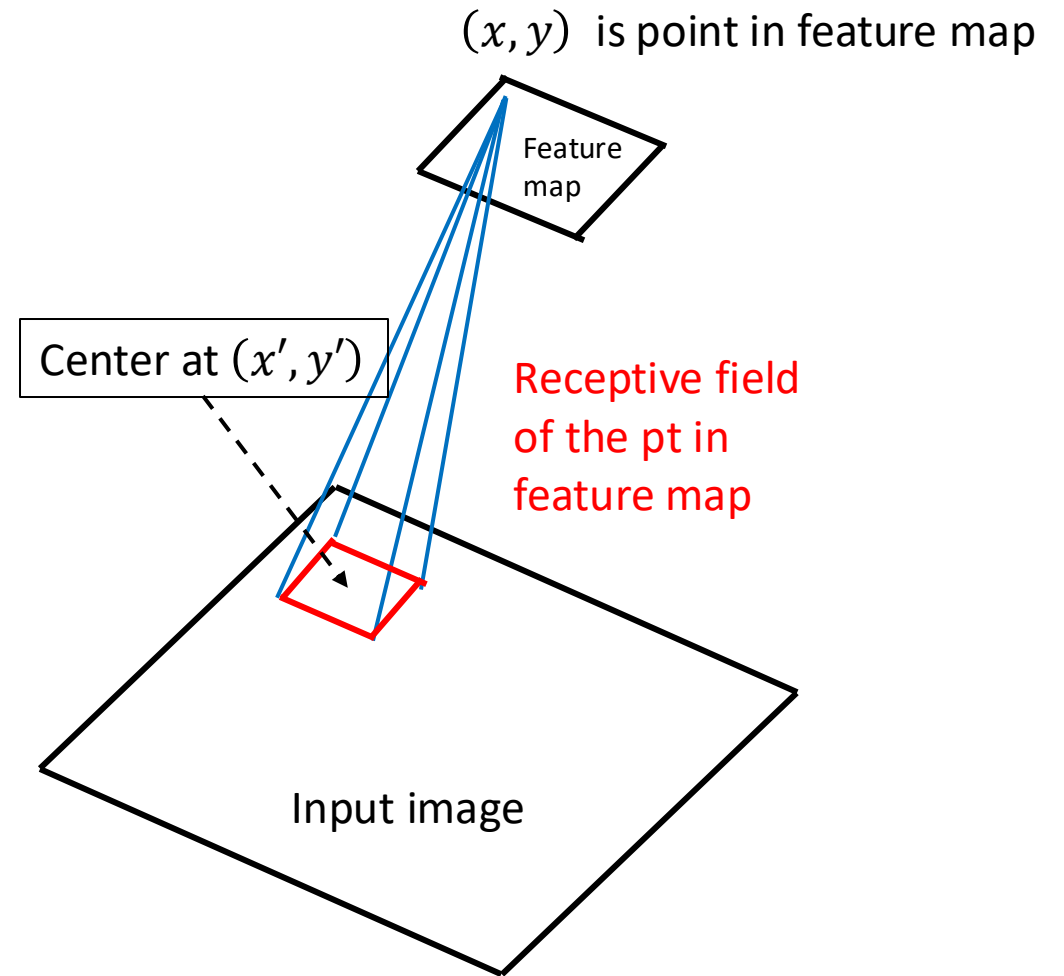 (x, y) is point in feature map
Feature
map
Center at (x′, y′)
Receptive field
of the pt in
feature map
Input image